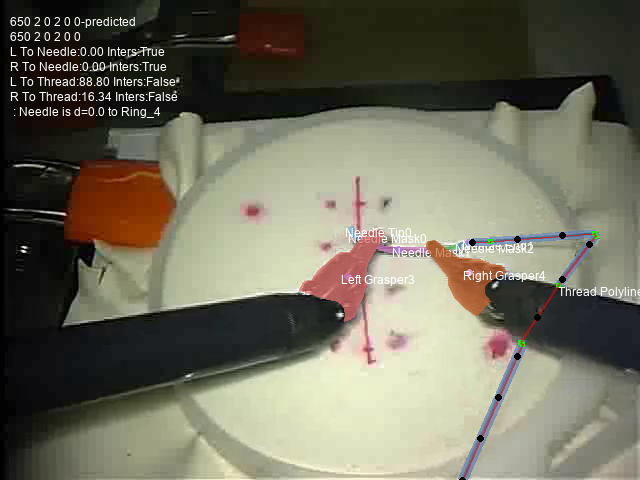 650 2 0 2 0 0-predicted
650 2 0 2 0 0
L To Needle:0.00 Inters:True
R To Needle:0.00 Inters:True
L To Thread:88.80 Inters:False
R To Thread:16.34 Inters:False
: Needle is d=0.0 to Ring_4
Needle Tip0
Needle Mask0
Needle Mask2
Left Grasper3
Right Grasper4
Thread Polyline